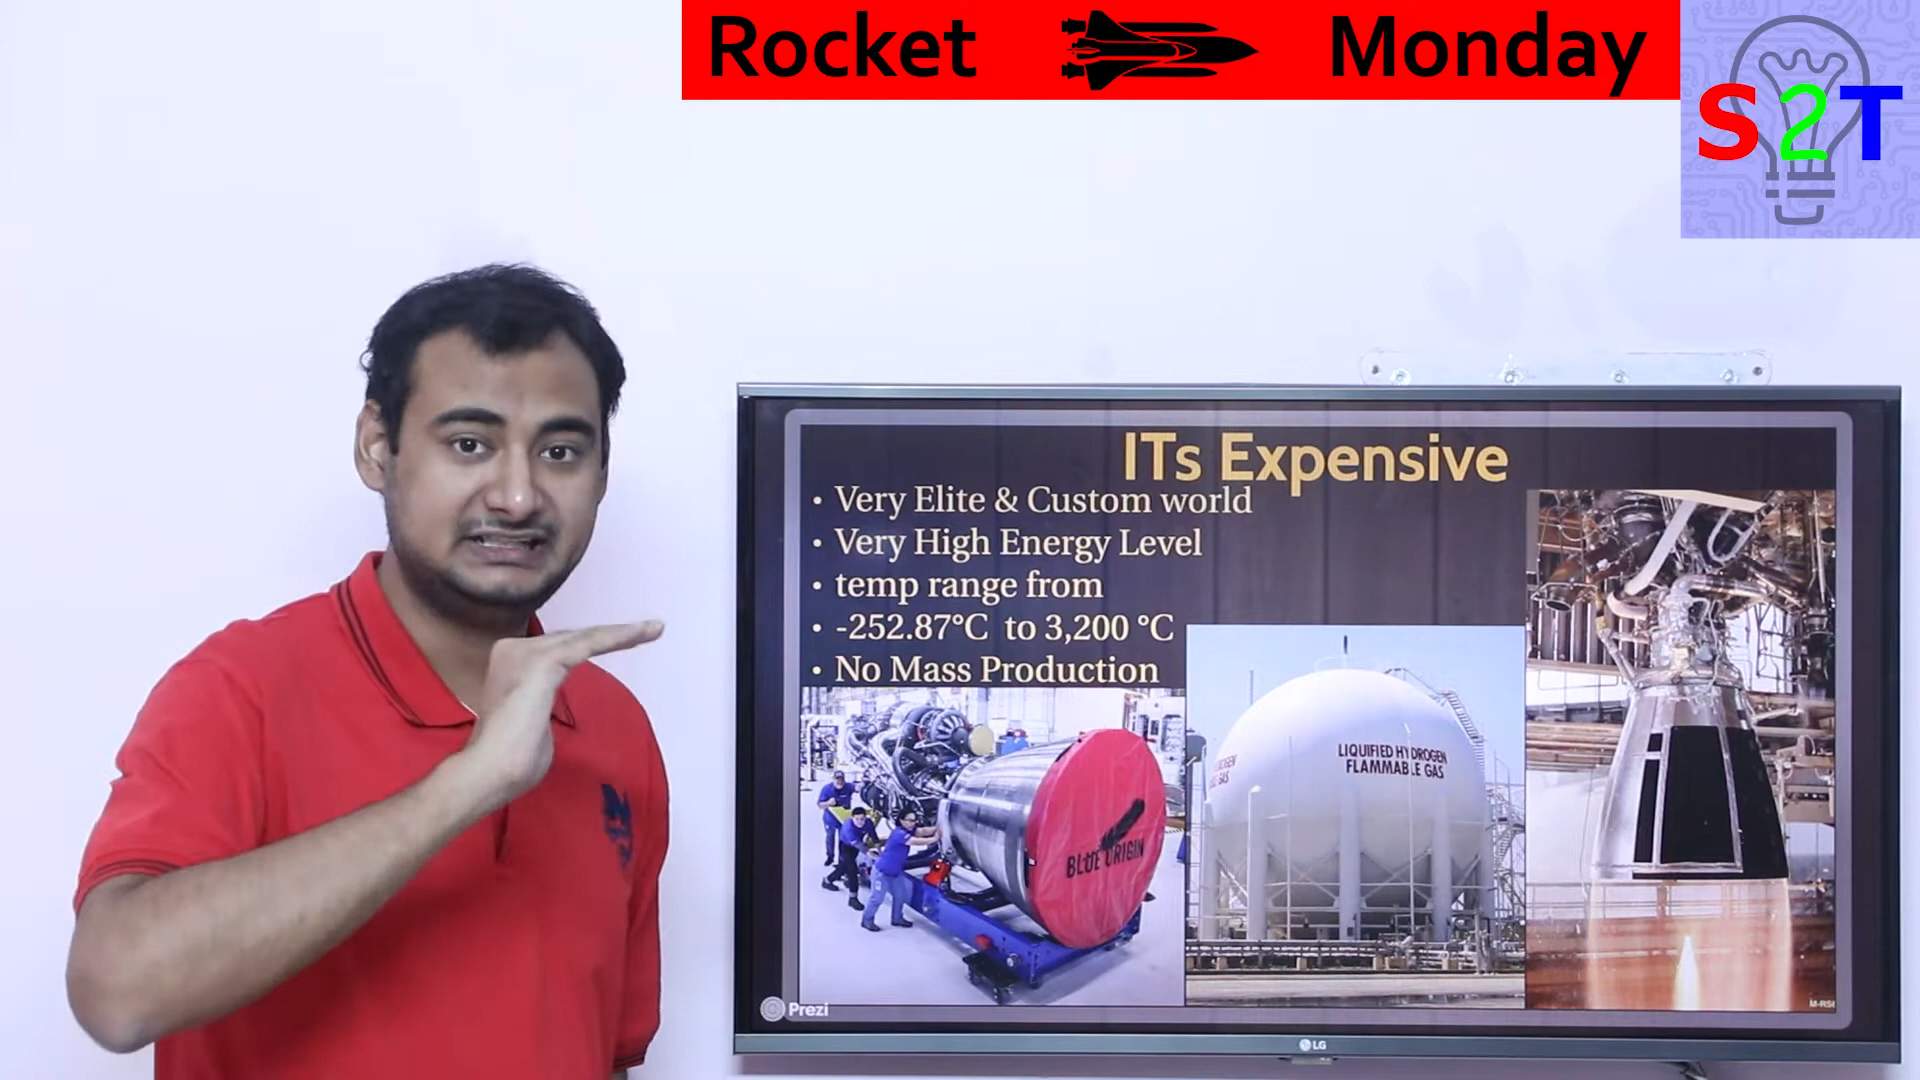 Rocket Monday
S2T
ITs Expensive
• Very Elite & Custom world
• Very High Energy Level
• temp range from
• -252.87°C to 3,200 °C
• No Mass Production
LIQUIFIED HYDROGEN
FLAMMABLE GAS
BLUE ORIGIN
Prezi
LG